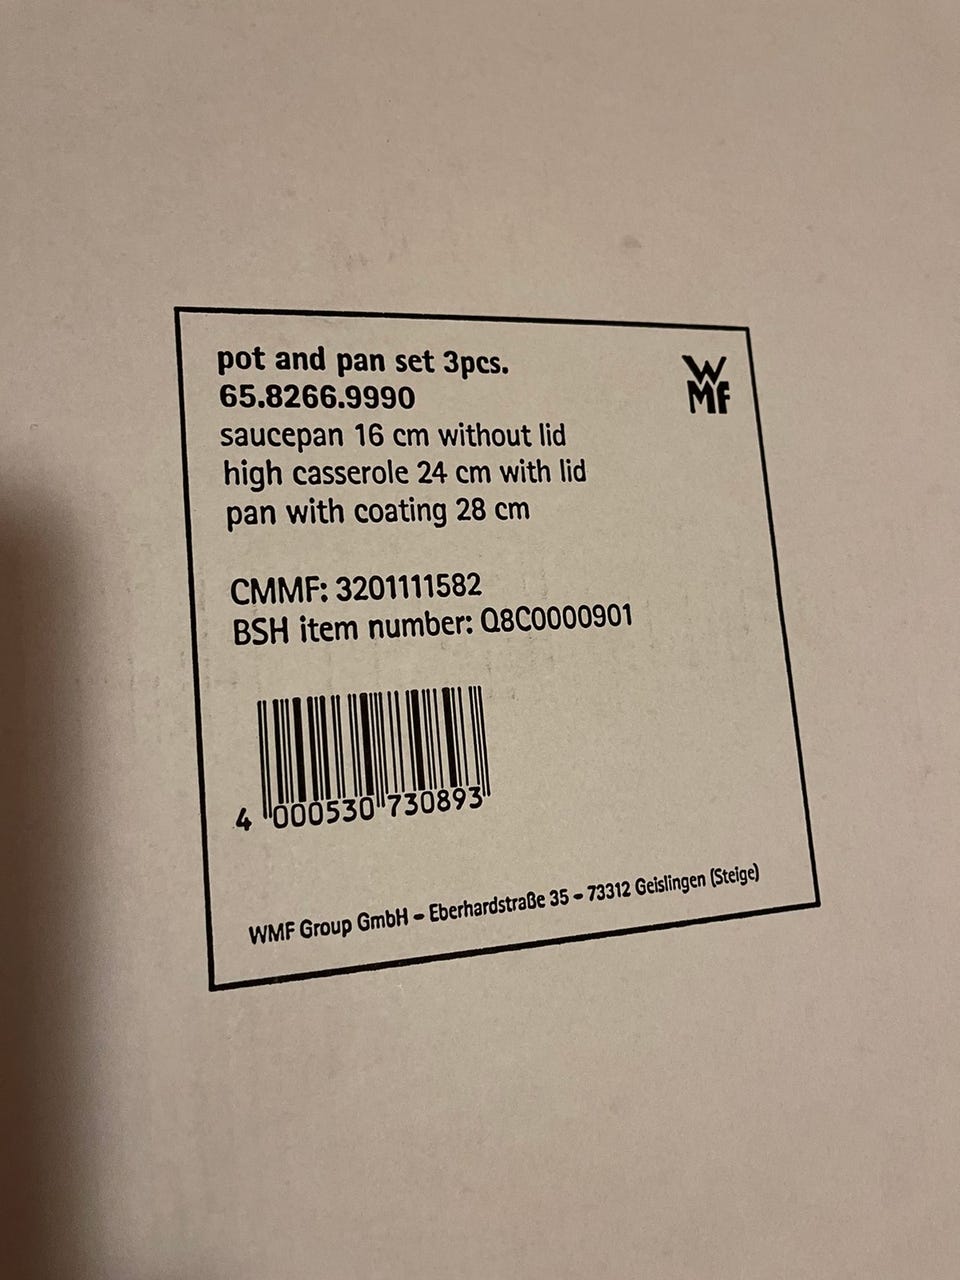 pot and pan set 3pcs.
WMF
65.8266.9990
saucepan 16 cm without lid
high casserole 24 cm with lid
pan with coating 28 cm
CMMF: 3201111582
BSH item number: Q8C0000901
4 000530 730893
WMF Group GmbH - Eberhardstraße 35 - 73312 Geislingen (Steige)